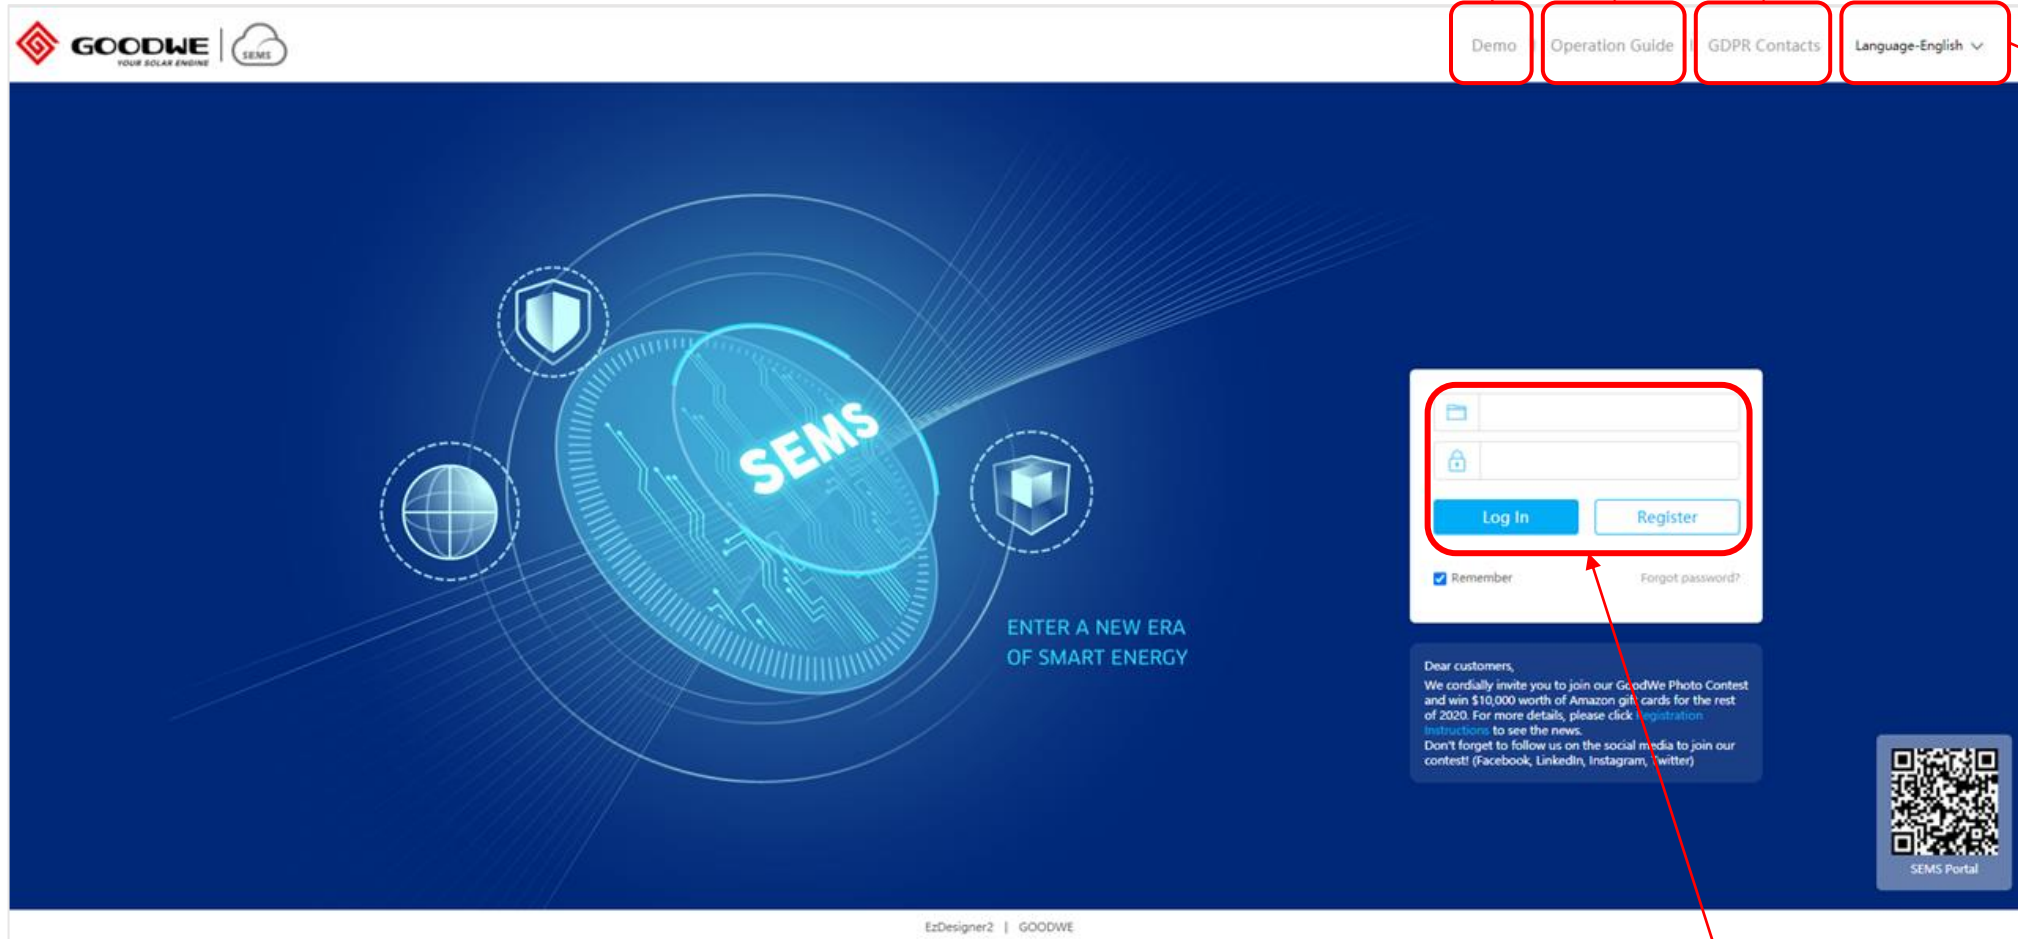 GOODWE
YOUR SOLAR ENGINE
SEMS
Demo
Operation Guide
GDPR Contacts
Language-English
SEMS
ENTER A NEW ERA
OF SMART ENERGY
Log In
Register
Remember
Forgot password?
Dear customers,
We cordially invite you to join our GoodWe Photo Contest
and win $10,000 worth of Amazon gift cards for the rest
of 2020. For more details, please click Registration
Instructions to see the news.
Don't forget to follow us on the social media to join our
contest! (Facebook, LinkedIn, Instagram, Twitter)
SEMS Portal
EzDesigner2 | GOODWE